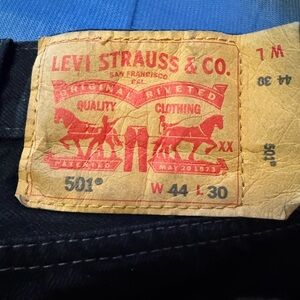 LEVI STRAUSS & CO.
SAN FRANCISCO
CAL.
ORIGINAL RIVETED
QUALITY CLOTHING
XX
PATENTED MAY 20 1873
501®
W 44 L 30
W L
44 30
501®